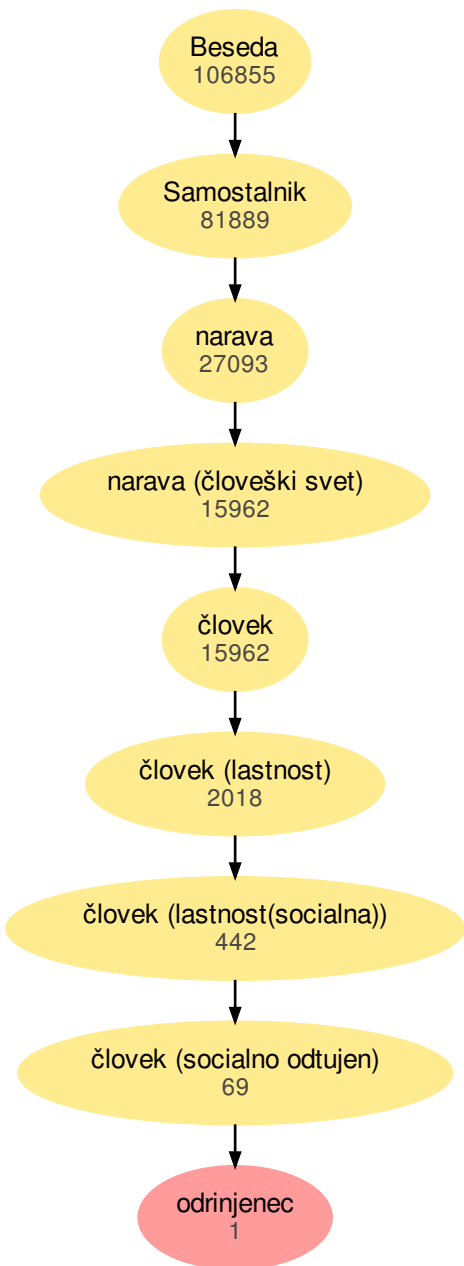 Beseda
106855
Samostalnik
81889
narava
27093
narava (človeški svet)
15962
človek
15962
človek (lastnost)
2018
človek (lastnost(socialna))
442
človek (socialno odtujen)
69
odrinjenec
1